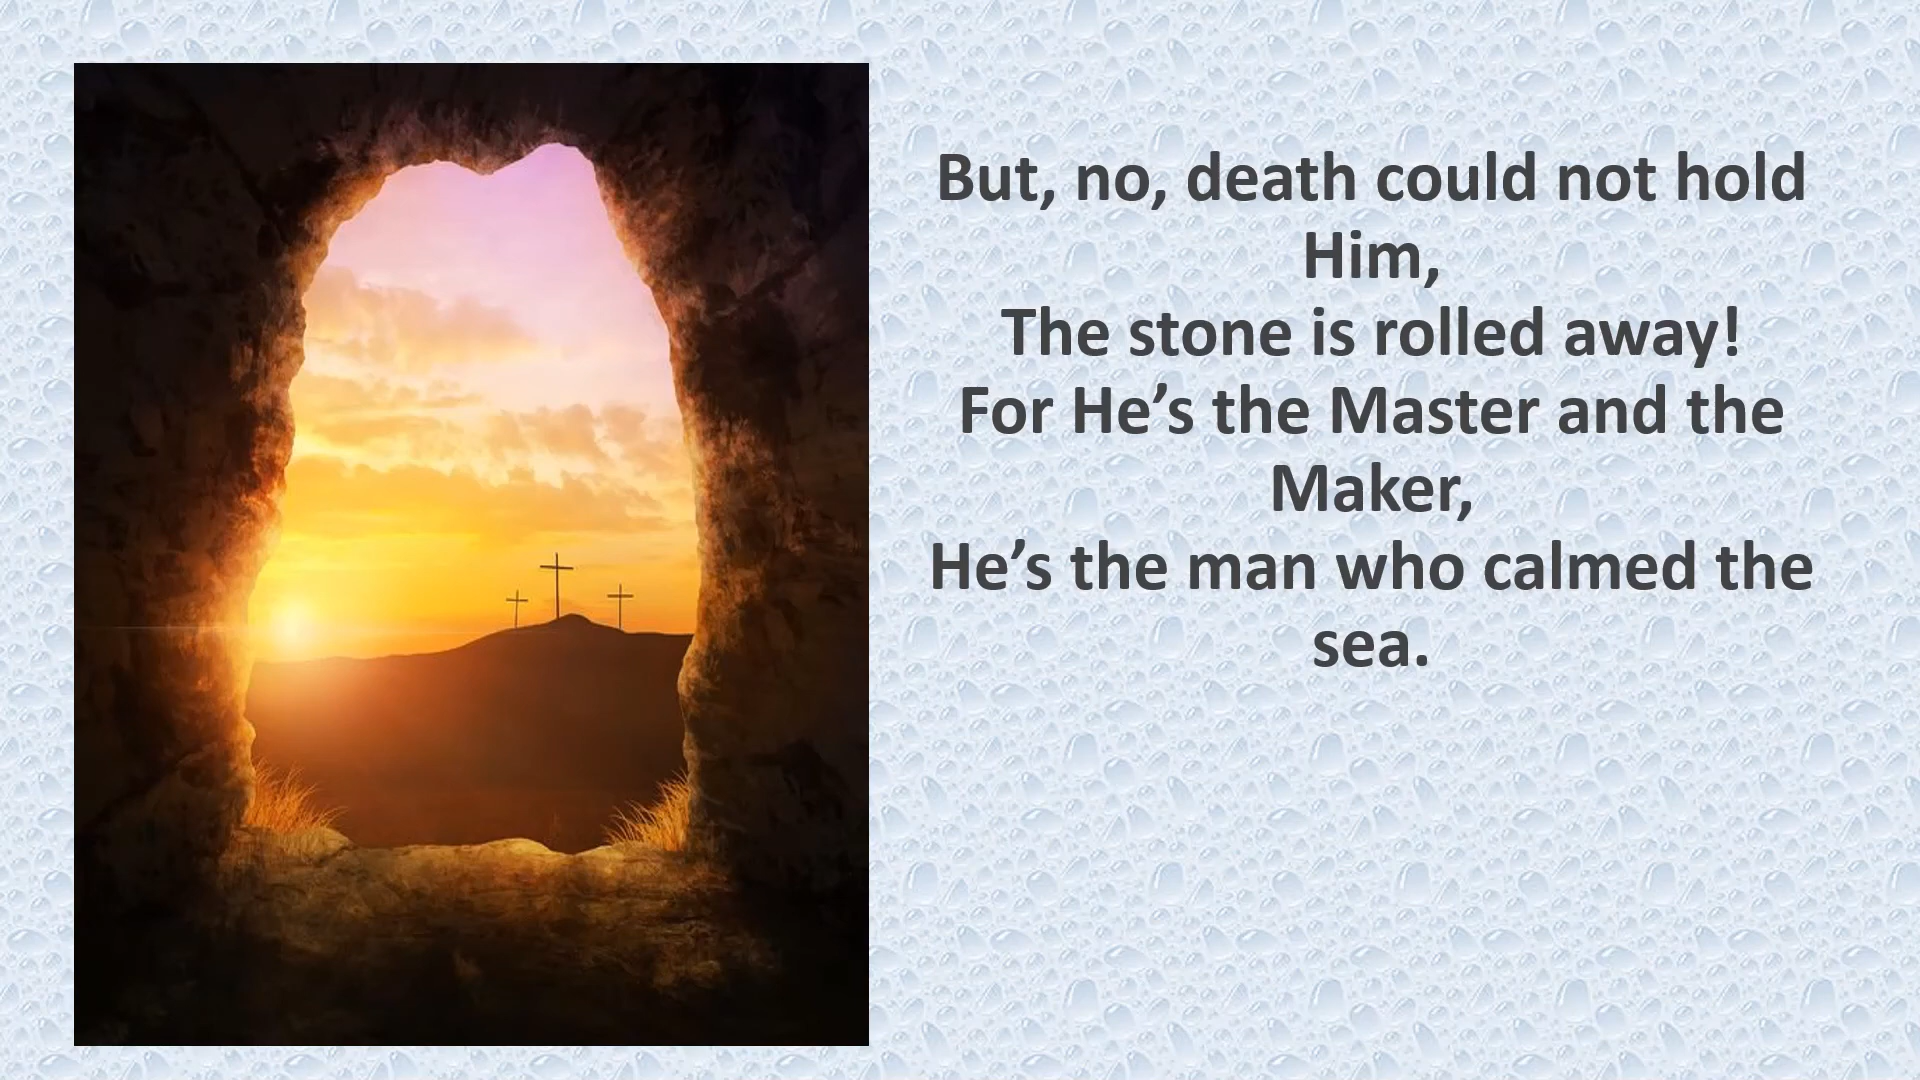 But, no, death could not hold
Him,
The stone is rolled away!
For He’s the Master and the
Maker,
He’s the man who calmed the
sea.